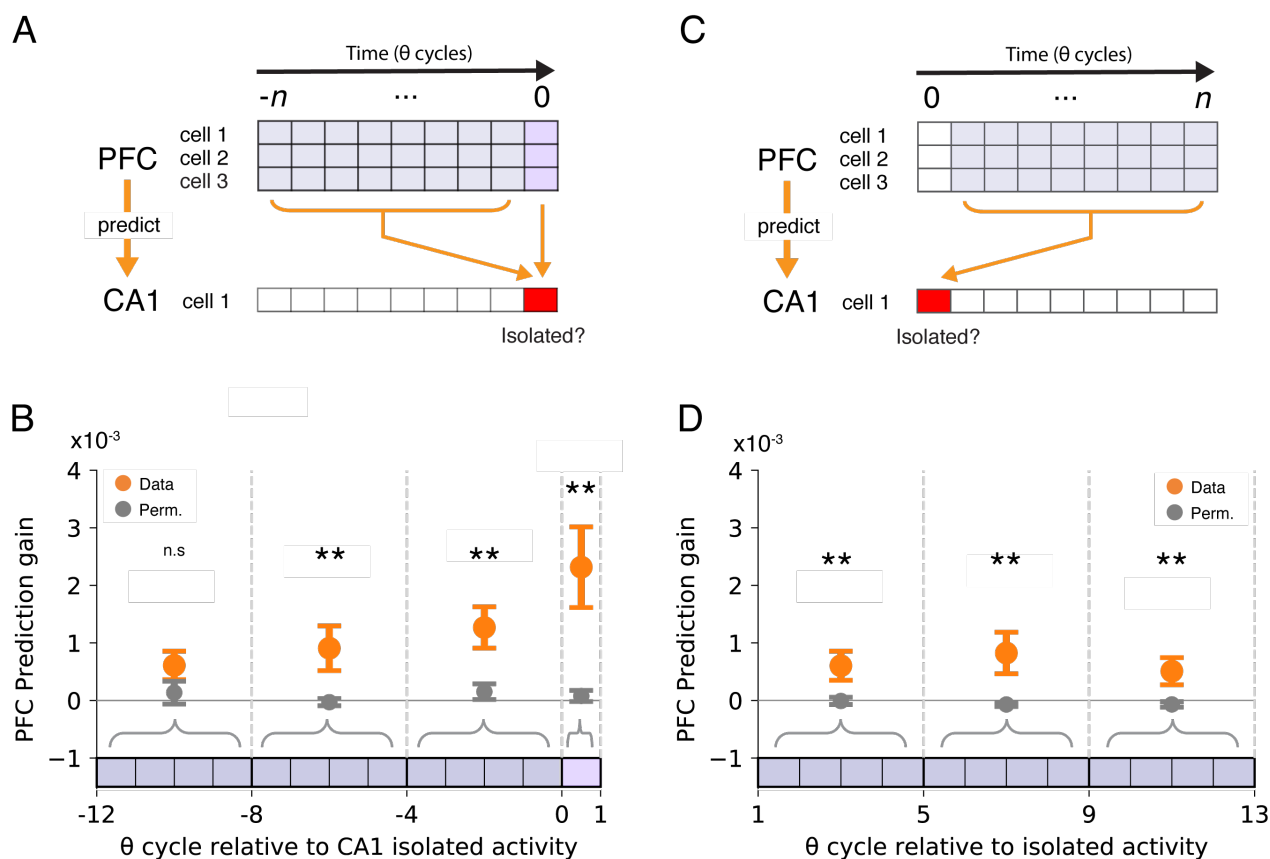 A
Time (θ cycles)
-n ... 0
cell 1
cell 2
cell 3
PFC
predict
CA1
cell 1
Isolated?
C
Time (θ cycles)
0 ... n
cell 1
cell 2
cell 3
PFC
predict
CA1
cell 1
Isolated?
B
x10⁻³
PFC Prediction gain
4
3
2
1
0
−1
Data
Perm.
n.s
**
**
**
-12 -8 -4 0 1
θ cycle relative to CA1 isolated activity
D
x10⁻³
PFC Prediction gain
4
3
2
1
0
−1
Data
Perm.
**
**
**
1 5 9 13
θ cycle relative to isolated activity